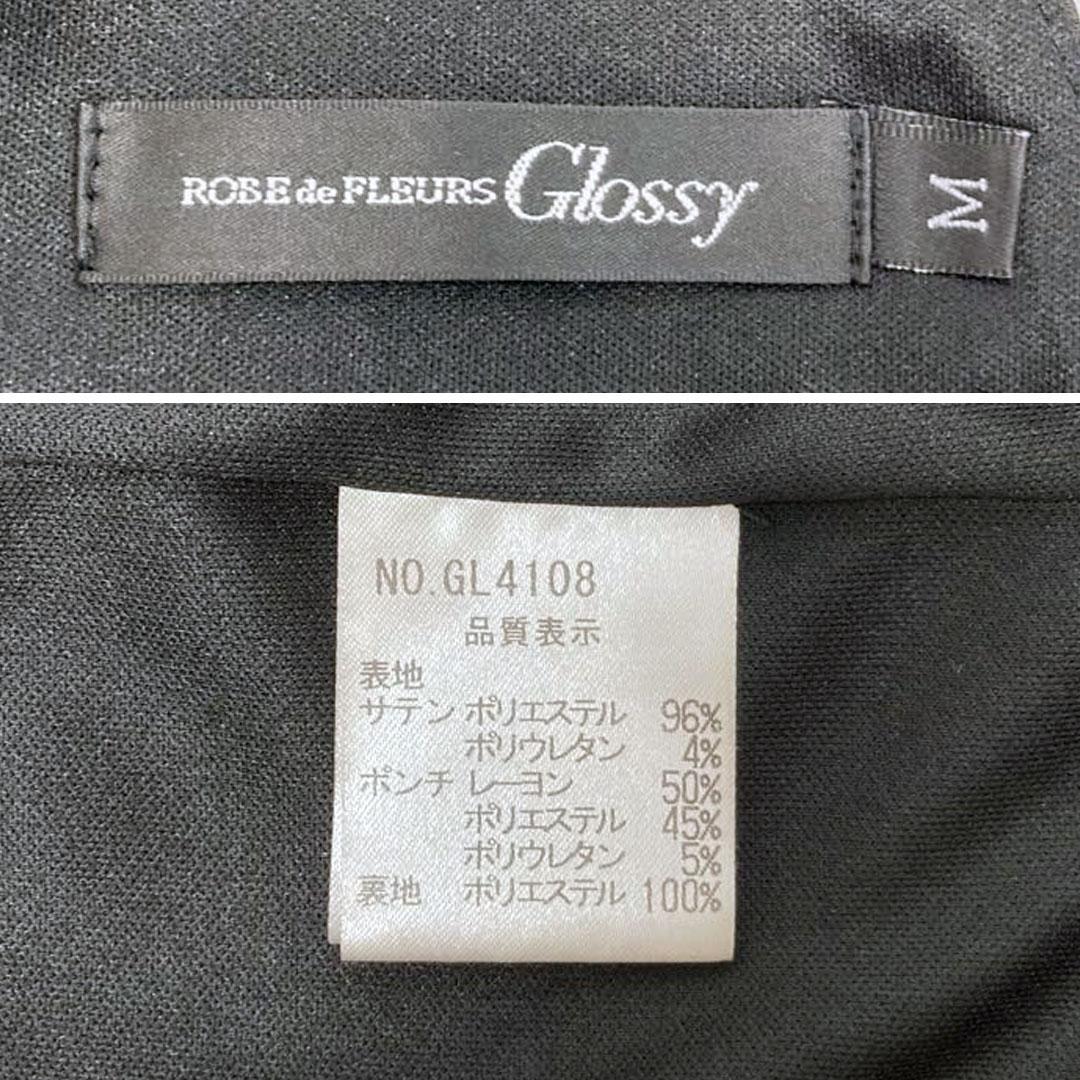 ROBE de FLEURS Glossy
M
NO.GL4108
品質表示
表地
サテン ポリエステル 96%
ポリウレタン 4%
ポンチ レーヨン 50%
ポリエステル 45%
ポリウレタン 5%
裏地 ポリエステル 100%